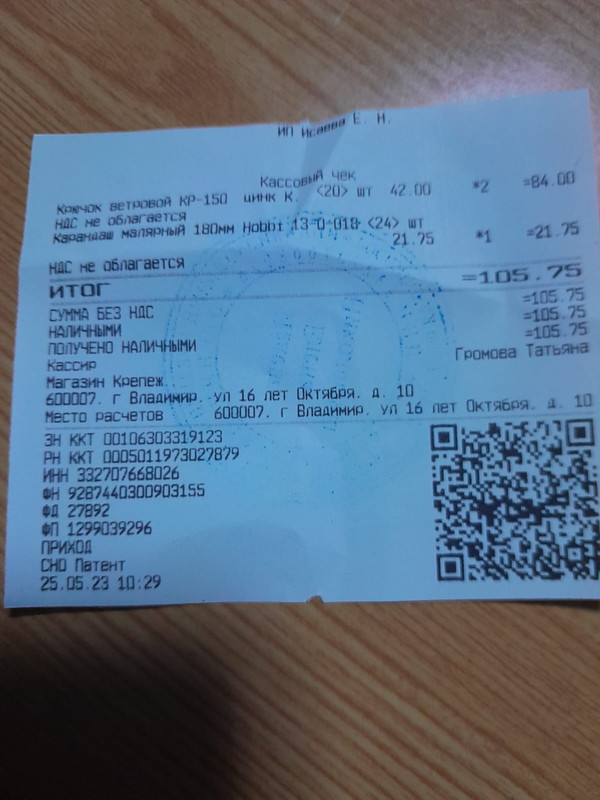 ИП Исаева Е. Н.
Кассовый чек
Крючок ветровой КР-150 цинк К. <20> шт 42.00 *2 =84.00
НДС не облагается
Карандаш малярный 180мм Hobbi 13-0-018 <24> шт
21.75 *1 =21.75
НДС не облагается
ИТОГ =105.75
СУММА БЕЗ НДС =105.75
НАЛИЧНЫМИ =105.75
ПОЛУЧЕНО НАЛИЧНЫМИ =105.75
Кассир Громова Татьяна
Магазин Крепеж
600007. г Владимир. ул 16 лет Октября. д. 10
Место расчетов 600007. г Владимир. ул 16 лет Октября. д. 10
ЗН ККТ 00106303319123
РН ККТ 0005011973027879
ИНН 332707668026
ФН 9287440300903155
ФД 27892
ФП 1299039296
ПРИХОД
СНО Патент
25.05.23 10:29